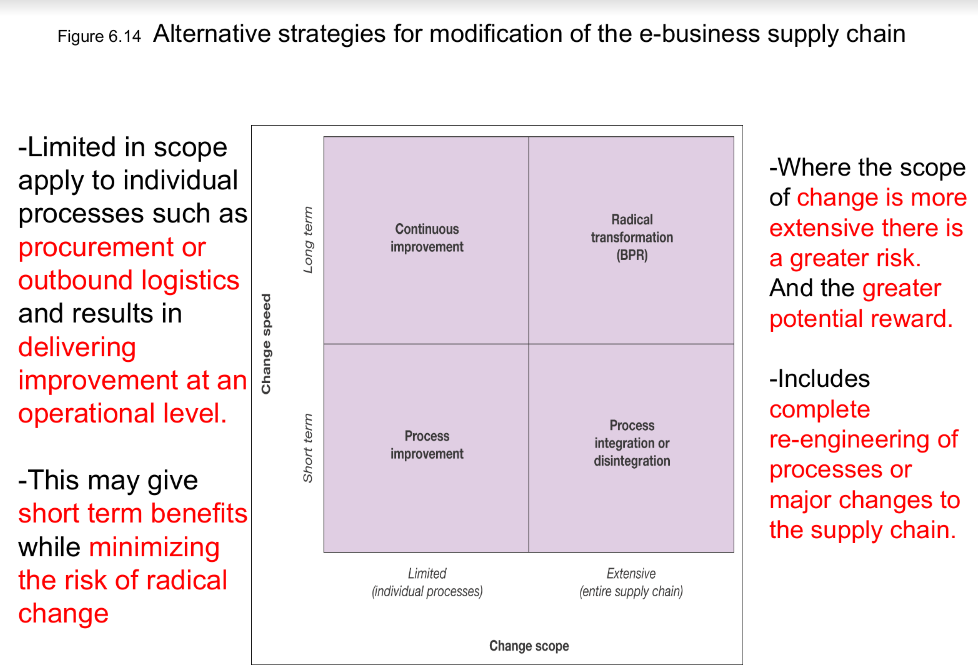 Figure 6.14 Alternative strategies for modification of the e-business supply chain
-Limited in scope
apply to individual
processes such as
procurement or
outbound logistics
and results in
delivering
improvement at an
operational level.
-This may give
short term benefits
while minimizing
the risk of radical
change
Change speed
Long term
Short term
Continuous
improvement
Radical
transformation
(BPR)
Process
improvement
Process
integration or
disintegration
Limited
(individual processes)
Extensive
(entire supply chain)
Change scope
-Where the scope
of change is more
extensive there is
a greater risk.
And the greater
potential reward.
-Includes
complete
re-engineering of
processes or
major changes to
the supply chain.